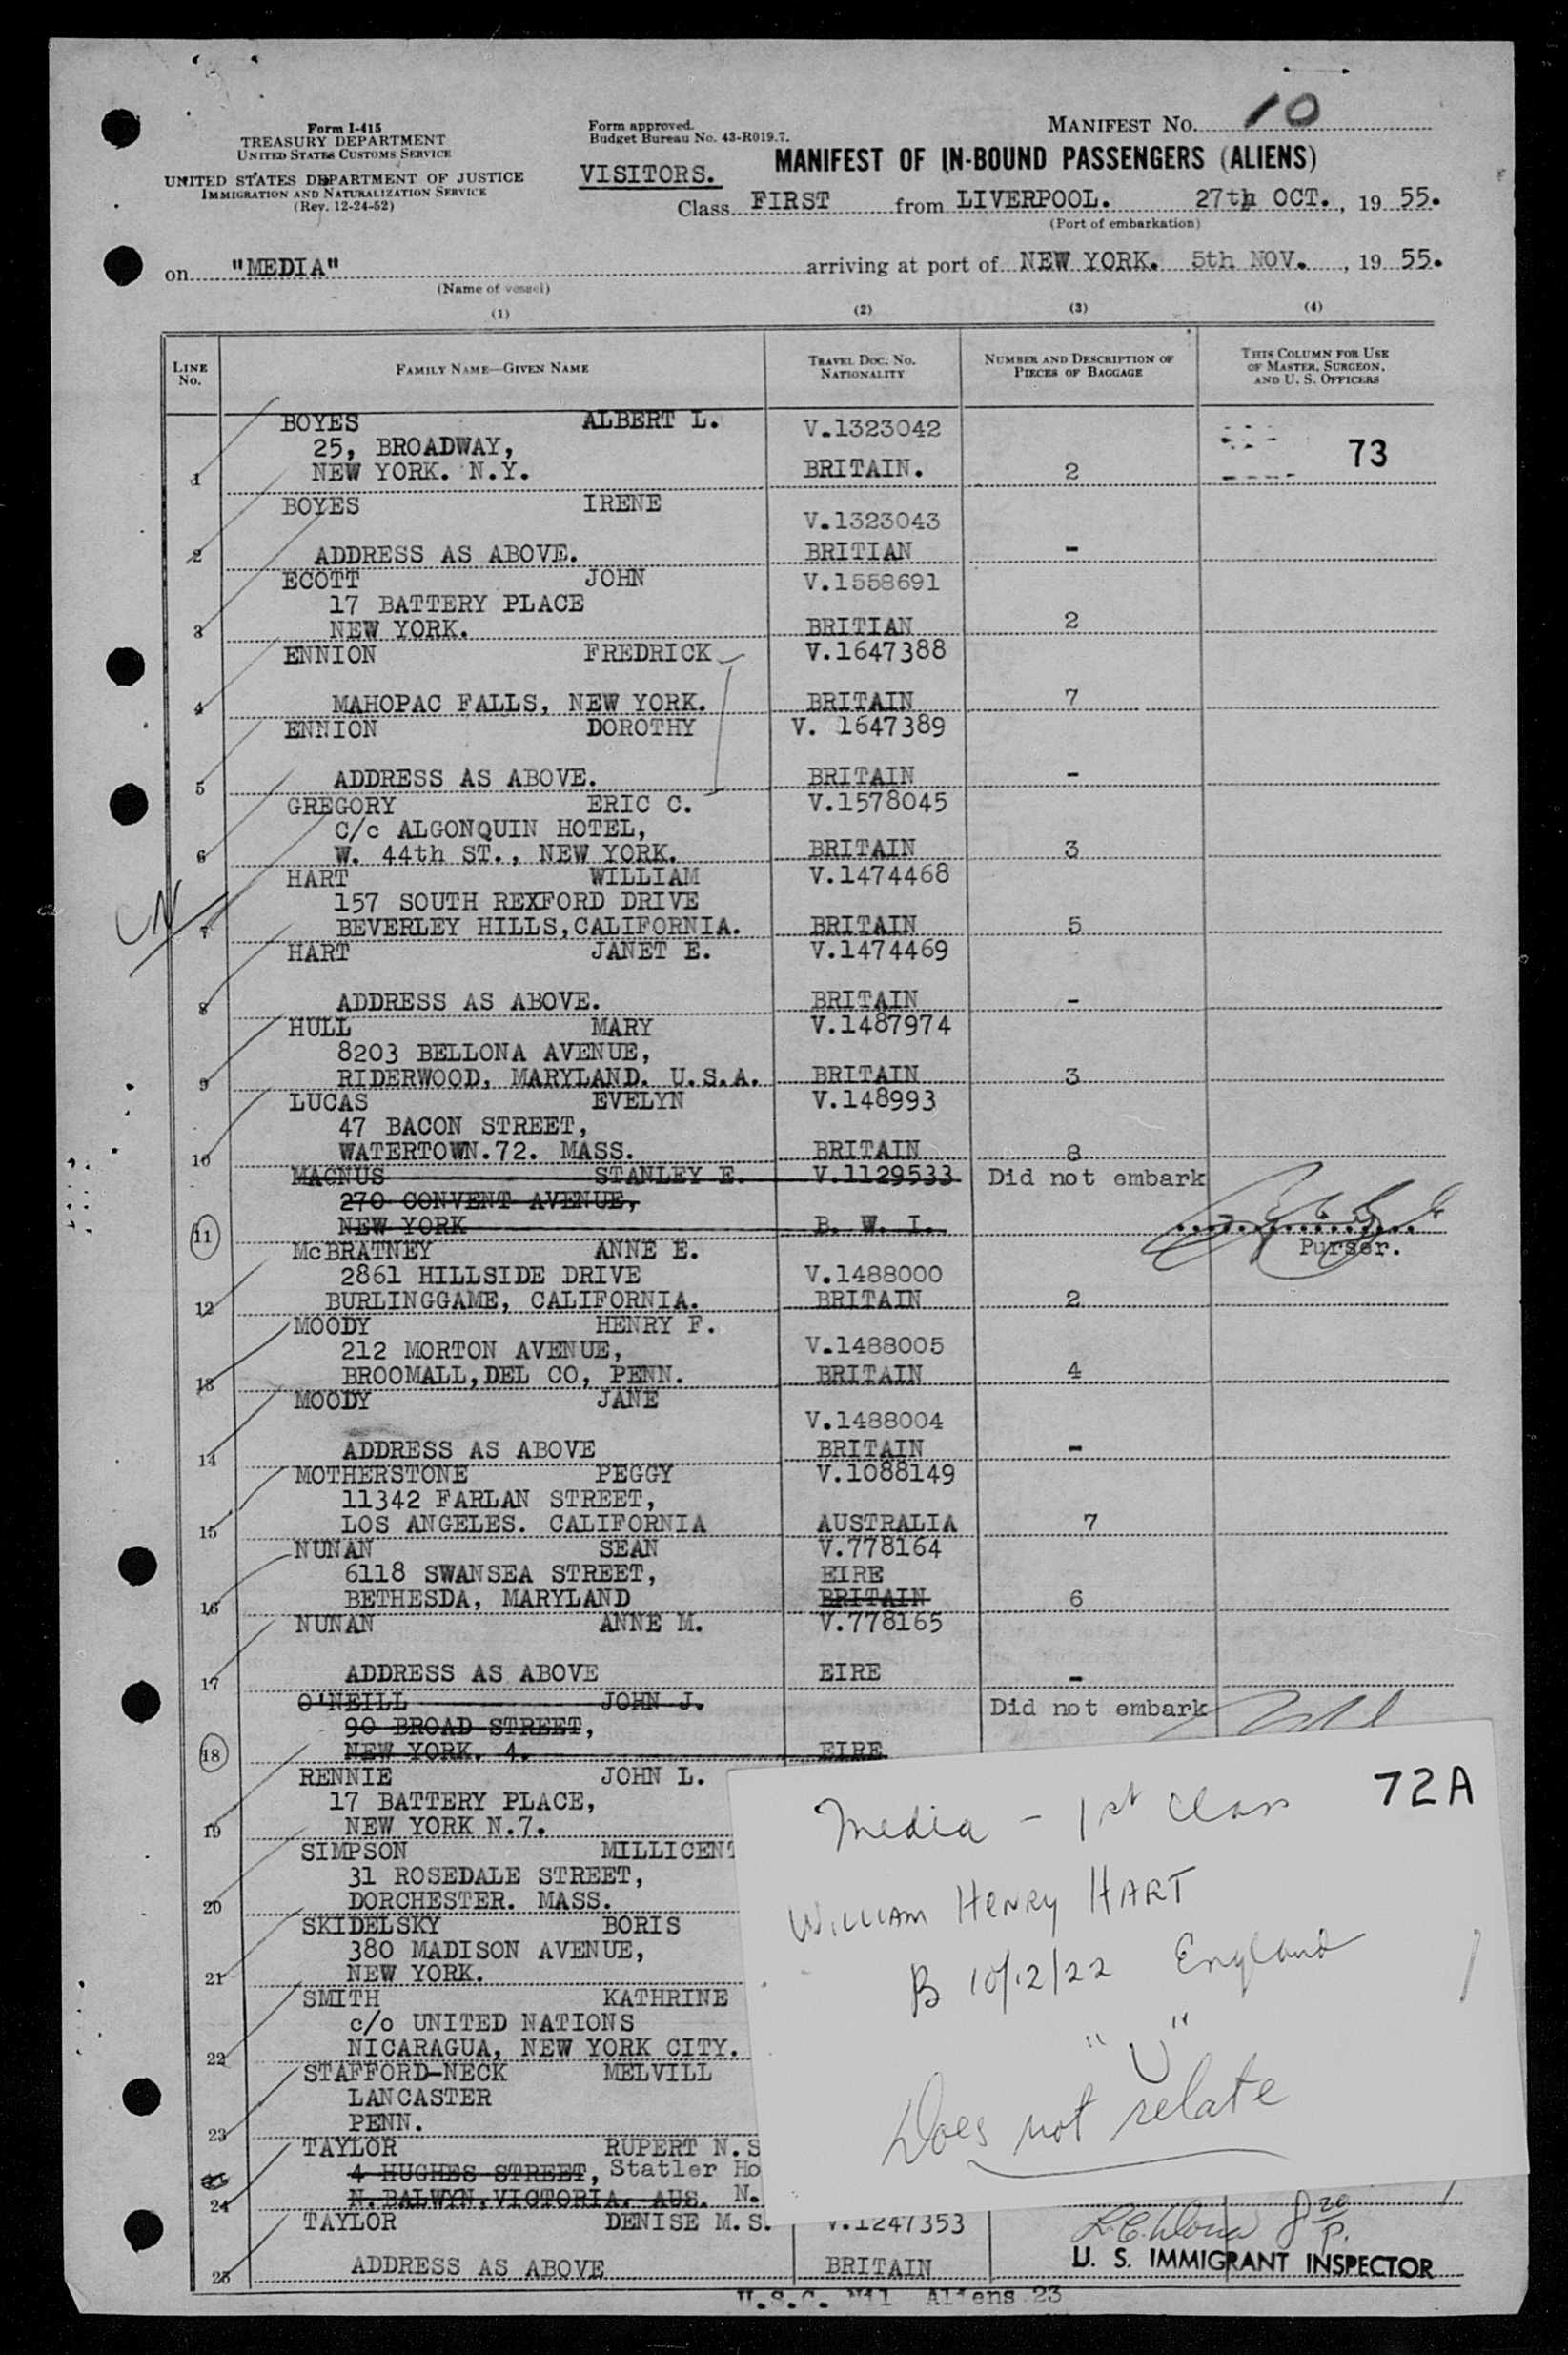 Form I-415
TREASURY DEPARTMENT
UNITED STATES CUSTOMS SERVICE
UNITED STATES DEPARTMENT OF JUSTICE
IMMIGRATION AND NATURALIZATION SERVICE
(Rev. 12-24-52)
Form approved.
Budget Bureau No. 43-R019.7.
MANIFEST NO. 10
VISITORS. MANIFEST OF IN-BOUND PASSENGERS (ALIENS)
Class FIRST from LIVERPOOL. 27th OCT., 19 55.
(Port of embarkation)
on "MEDIA" arriving at port of NEW YORK. 5th NOV., 19 55.
(Name of vessel)
(1) (2) (3) (4)
LINE No. FAMILY NAME—GIVEN NAME TRAVEL DOC. NO. NATIONALITY NUMBER AND DESCRIPTION OF PIECES OF BAGGAGE THIS COLUMN FOR USE OF MASTER, SURGEON, AND U. S. OFFICERS
BOYES ALBERT L. V.1323042
25, BROADWAY, 73
1 NEW YORK. N.Y. BRITAIN. 2
BOYES IRENE V.1323043
2 ADDRESS AS ABOVE. BRITIAN -
ECOTT JOHN V.1558691
17 BATTERY PLACE
3 NEW YORK. BRITIAN 2
ENNION FREDRICK V.1647388
4 MAHOPAC FALLS, NEW YORK. BRITAIN 7
ENNION DOROTHY V. 1647389
5 ADDRESS AS ABOVE. BRITAIN -
GREGORY ERIC C. V.1578045
C/c ALGONQUIN HOTEL,
6 W. 44th ST., NEW YORK. BRITAIN 3
HART WILLIAM V.1474468
157 SOUTH REXFORD DRIVE
7 BEVERLEY HILLS,CALIFORNIA. BRITAIN 5
HART JANET E. V.1474469
8 ADDRESS AS ABOVE. BRITAIN -
HULL MARY V.1487974
8203 BELLONA AVENUE,
9 RIDERWOOD, MARYLAND. U.S.A. BRITAIN 3
LUCAS EVELYN V.148993
47 BACON STREET,
10 WATERTOWN.72. MASS. BRITAIN 8
MAGNUS STANLEY E. V.1129533 Did not embark
270 CONVENT AVENUE,
11 NEW YORK B. W. I.
Purser.
McBRATNEY ANNE E.
2861 HILLSIDE DRIVE V.1488000
12 BURLINGGAME, CALIFORNIA. BRITAIN 2
MOODY HENRY F.
212 MORTON AVENUE, V.1488005
13 BROOMALL,DEL CO, PENN. BRITAIN 4
MOODY JANE
V.1488004
14 ADDRESS AS ABOVE BRITAIN -
MOTHERSTONE PEGGY V.1088149
11342 FARLAN STREET,
15 LOS ANGELES. CALIFORNIA AUSTRALIA 7
NUNAN SEAN V.778164
6118 SWANSEA STREET, EIRE
16 BETHESDA, MARYLAND BRITAIN 6
NUNAN ANNE M. V.778165
17 ADDRESS AS ABOVE EIRE -
O'NEILL JOHN J. Did not embark
90 BROAD STREET,
18 NEW YORK. 4. EIRE
RENNIE JOHN L.
17 BATTERY PLACE,
19 NEW YORK N.7.
SIMPSON MILLICENT
31 ROSEDALE STREET,
20 DORCHESTER. MASS.
SKIDELSKY BORIS
380 MADISON AVENUE,
21 NEW YORK.
SMITH KATHRINE
c/o UNITED NATIONS
22 NICARAGUA, NEW YORK CITY.
STAFFORD-NECK MELVILL
LANCASTER
23 PENN.
TAYLOR RUPERT N.S
4 HUGHES STREET, Statler Ho
24 N.BALWYN,VICTORIA. AUS. N.
TAYLOR DENISE M.S. V.1247353
25 ADDRESS AS ABOVE BRITAIN
72A
Media - 1st Class
WILLIAM HENRY HART
B 10/12/22 England
"U"
Does not relate
U. S. IMMIGRANT INSPECTOR
U.S.C. Nil Aliens 23